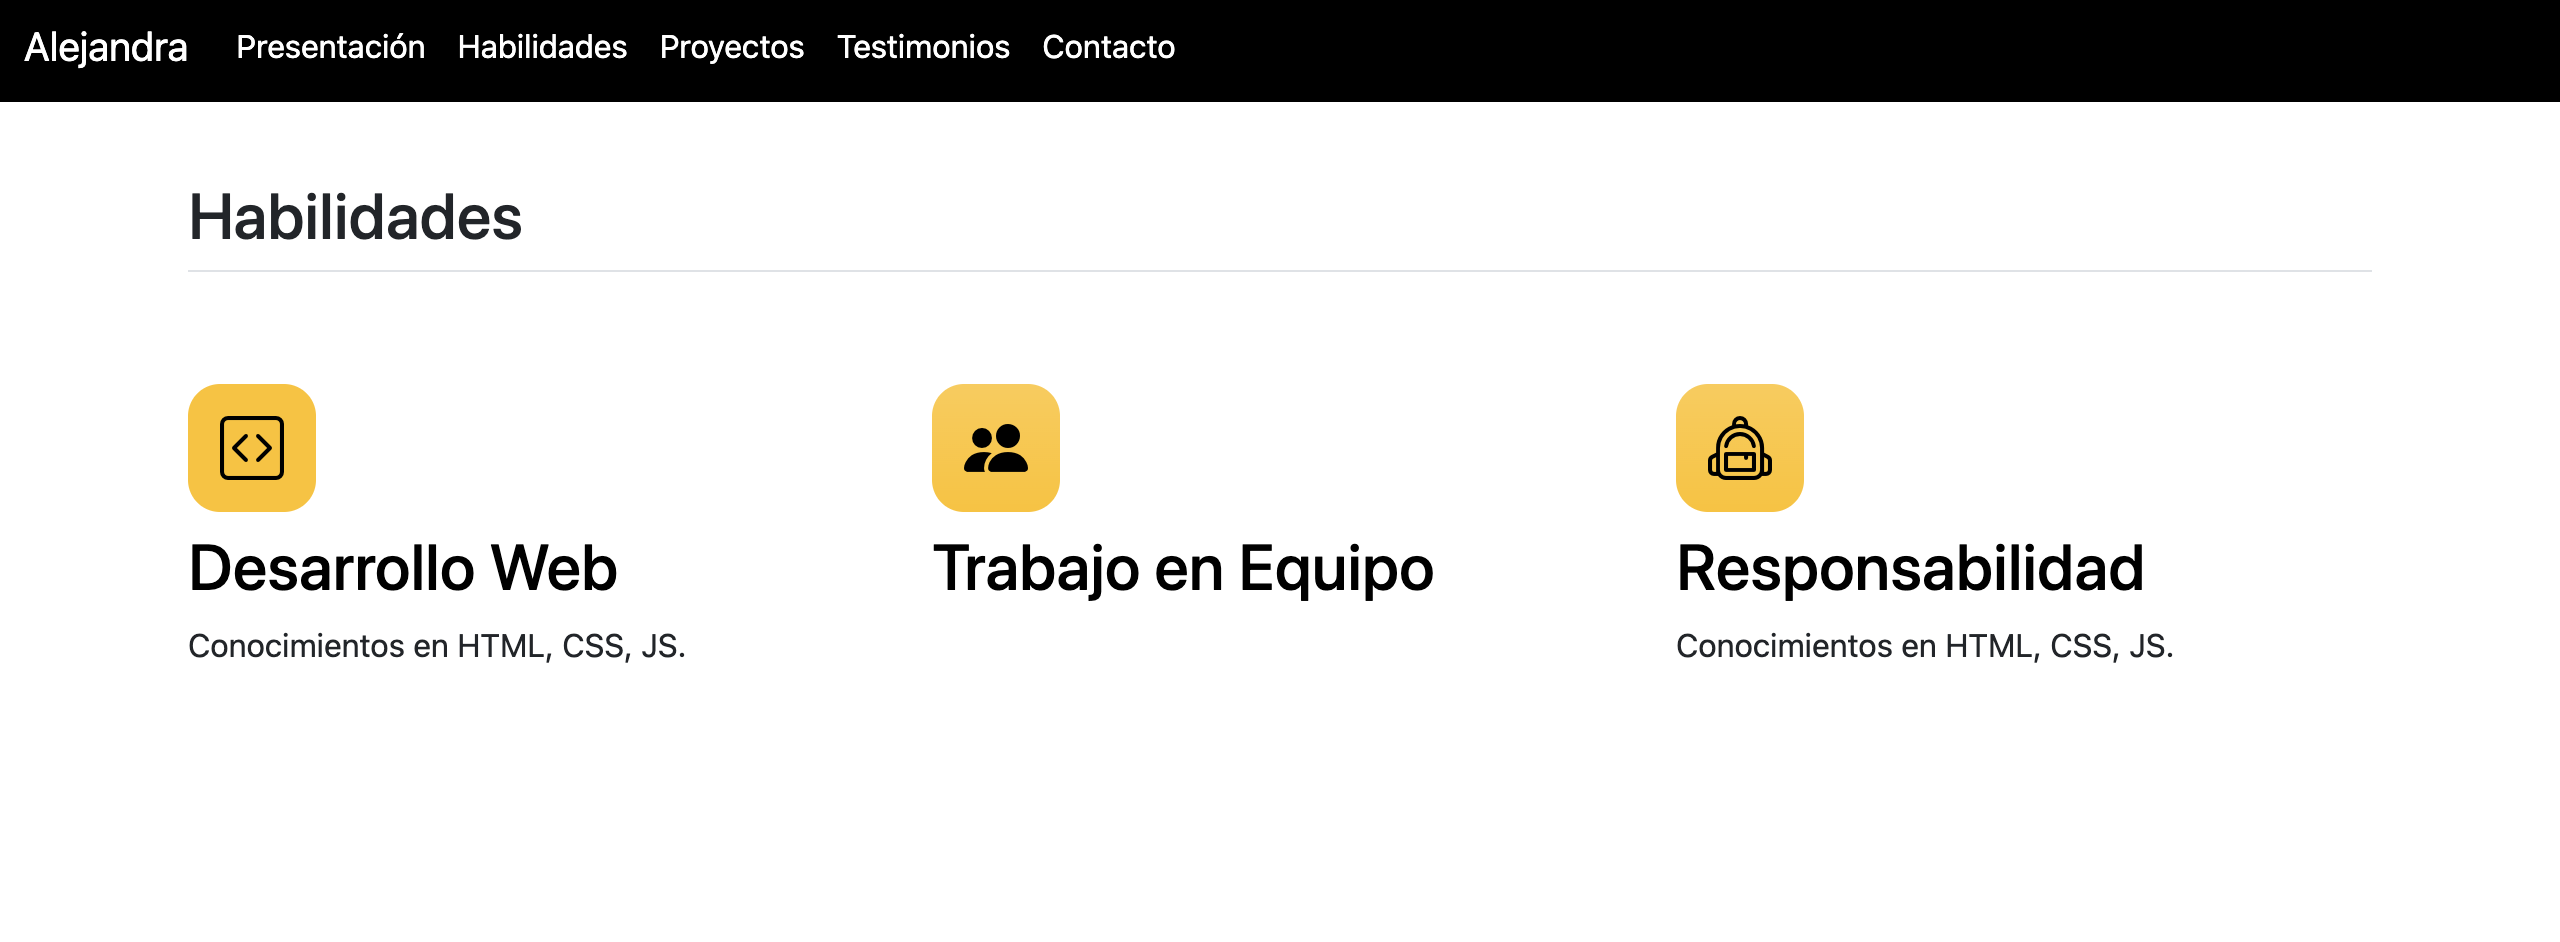 Alejandra Presentación Habilidades Proyectos Testimonios Contacto
Habilidades
Desarrollo Web
Conocimientos en HTML, CSS, JS.
Trabajo en Equipo
Responsabilidad
Conocimientos en HTML, CSS, JS.